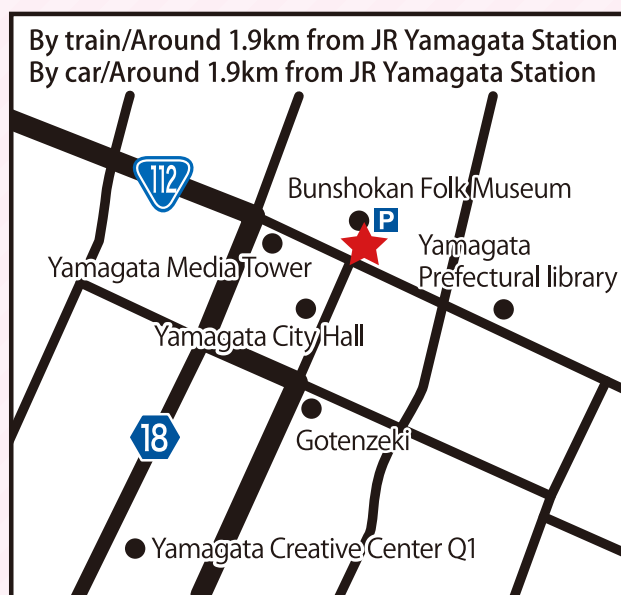 By train/Around 1.9km from JR Yamagata Station
By car/Around 1.9km from JR Yamagata Station
112
Bunshokan Folk Museum
P
Yamagata Media Tower
Yamagata
Prefectural library
Yamagata City Hall
Gotenzeki
18
Yamagata Creative Center Q1